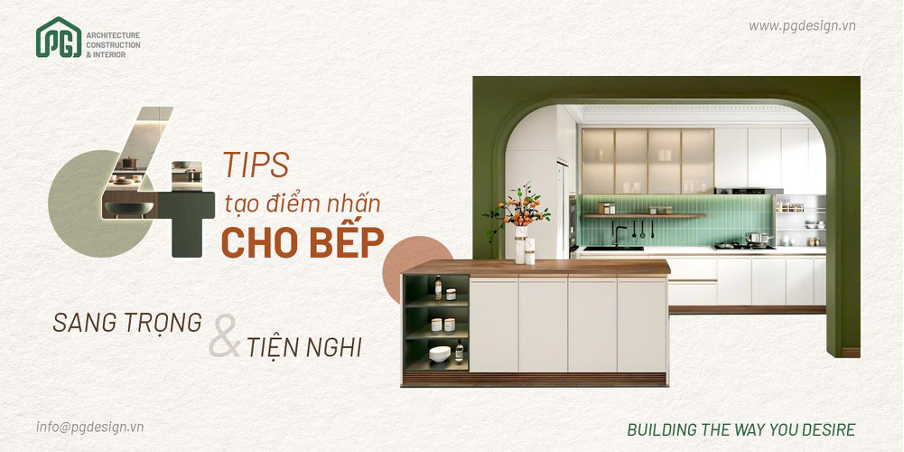 PG
ARCHITECTURE
CONSTRUCTION
& INTERIOR
www.pgdesign.vn
4
TIPS
tạo điểm nhấn
CHO BẾP
SANG TRỌNG
&
TIỆN NGHI
info@pgdesign.vn
BUILDING THE WAY YOU DESIRE